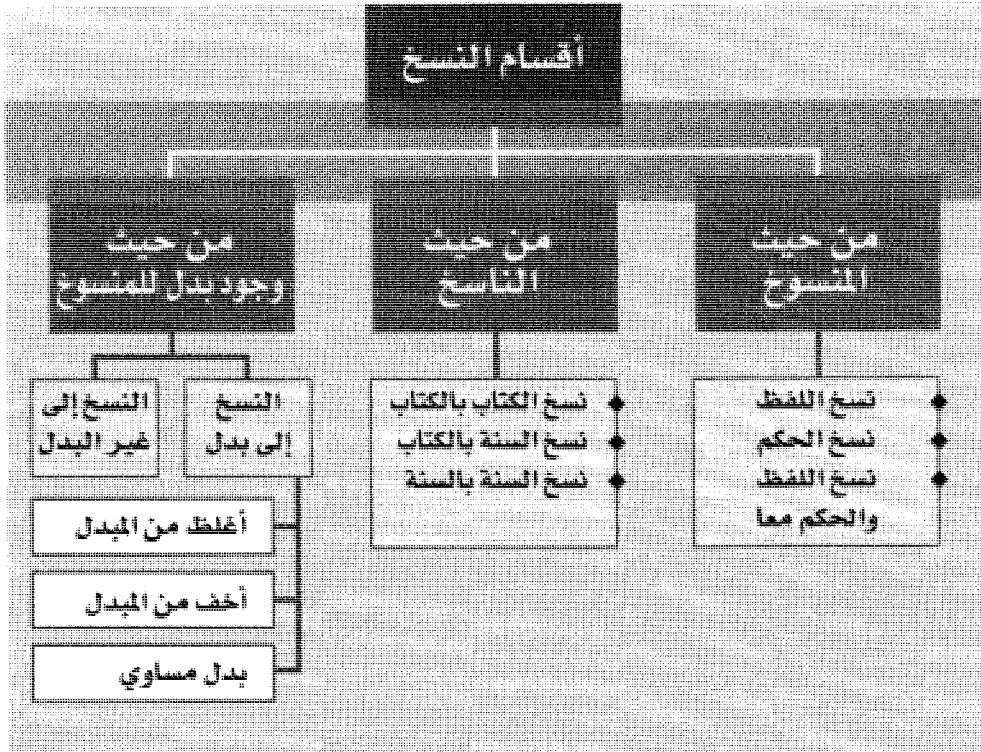 أقسام النسخ
من حيث
المنسوخ
نسخ اللفظ
نسخ الحكم
نسخ اللفظ
والحكم معا
من حيث
الناسخ
نسخ الكتاب بالكتاب
نسخ السنة بالكتاب
نسخ السنة بالسنة
من حيث
وجود بدل للمنسوخ
النسخ
إلى بدل
النسخ إلى
غير البدل
أغلظ من المبدل
أخف من المبدل
بدل مساوي